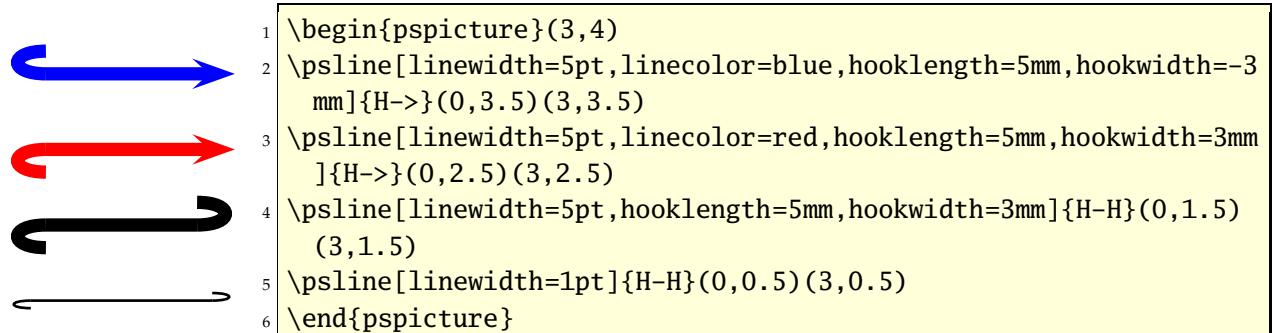 1 \begin{pspicture}(3,4)
2 \psline[linewidth=5pt,linecolor=blue,hooklength=5mm,hookwidth=-3
mm]{H->}(0,3.5)(3,3.5)
3 \psline[linewidth=5pt,linecolor=red,hooklength=5mm,hookwidth=3mm
]{H->}(0,2.5)(3,2.5)
4 \psline[linewidth=5pt,hooklength=5mm,hookwidth=3mm]{H-H}(0,1.5)
(3,1.5)
5 \psline[linewidth=1pt]{H-H}(0,0.5)(3,0.5)
6 \end{pspicture}